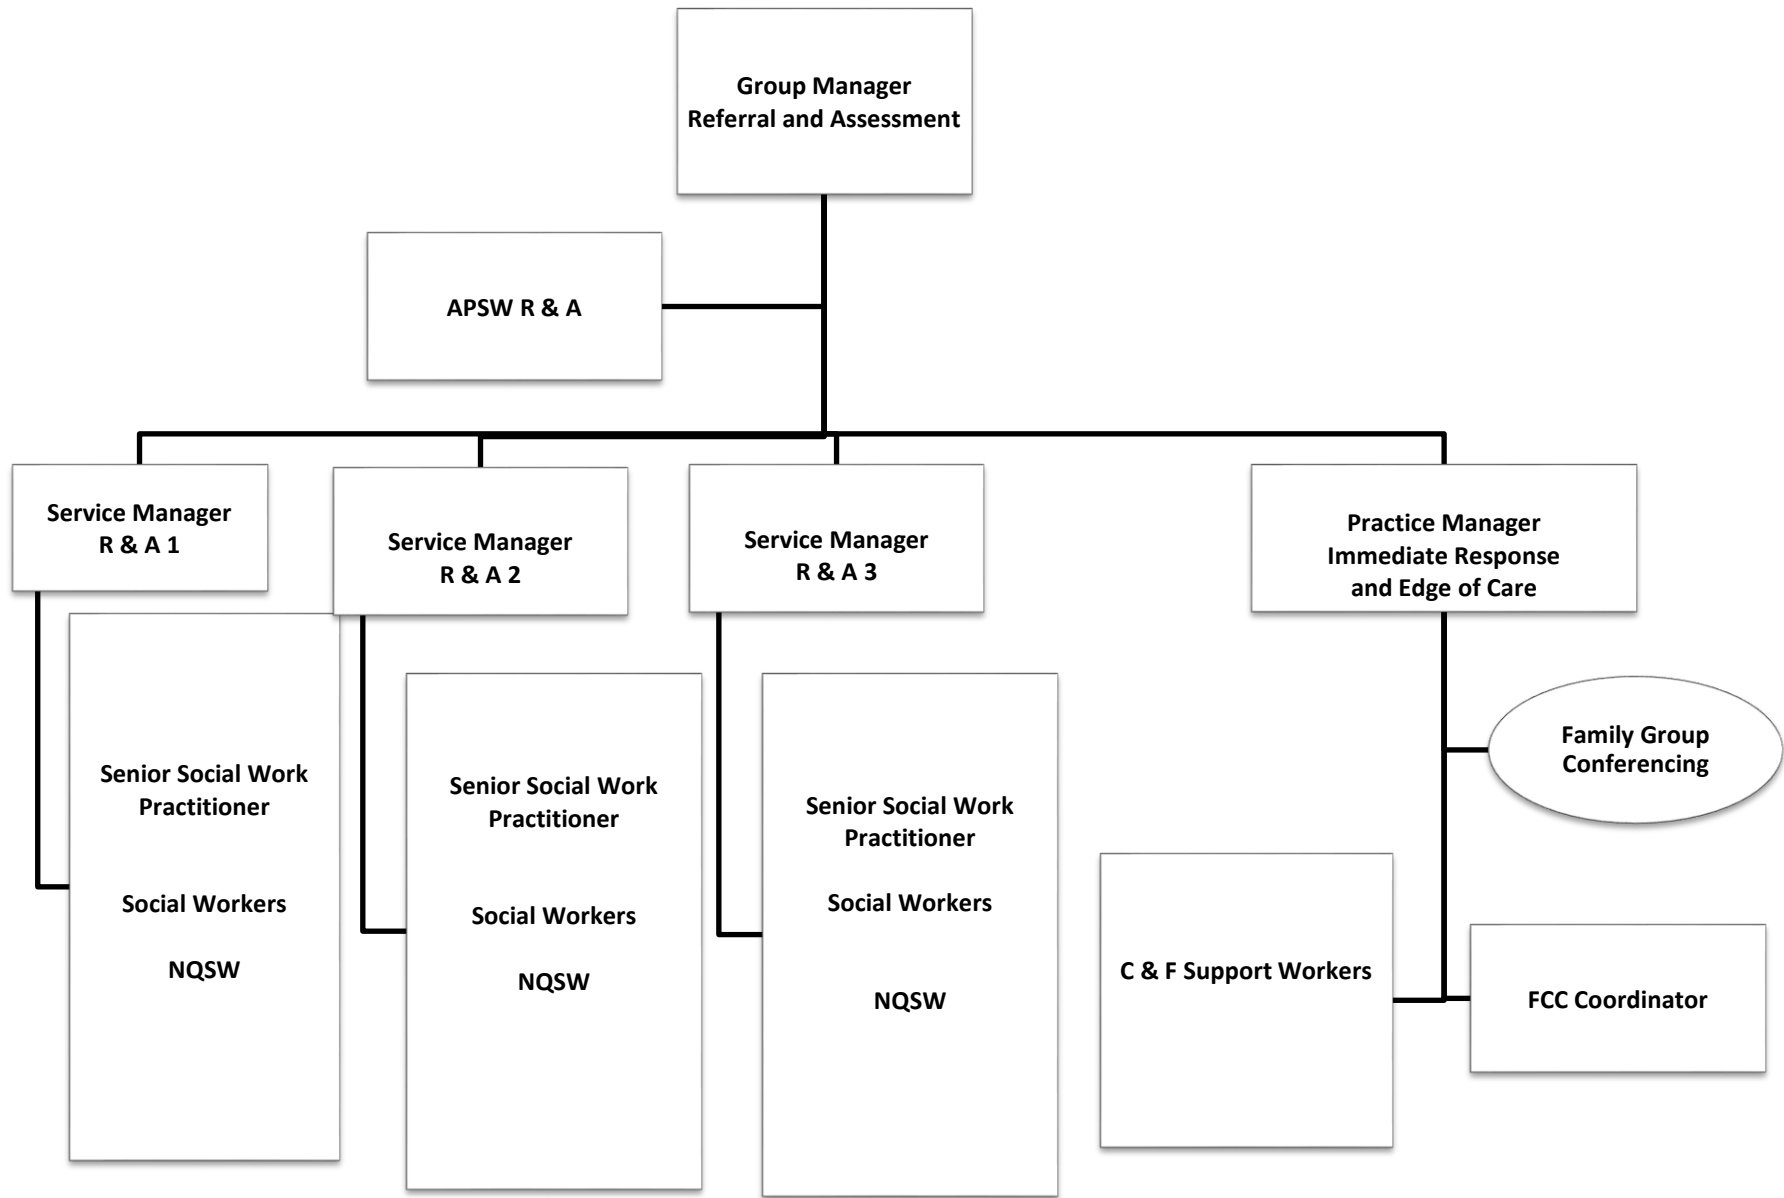 Group Manager
Referral and Assessment
APSW R & A
Service Manager
R & A 1
Service Manager
R & A 2
Service Manager
R & A 3
Practice Manager
Immediate Response
and Edge of Care
Senior Social Work
Practitioner
Social Workers
NQSW
Senior Social Work
Practitioner
Social Workers
NQSW
Senior Social Work
Practitioner
Social Workers
NQSW
Family Group
Conferencing
C & F Support Workers
FCC Coordinator